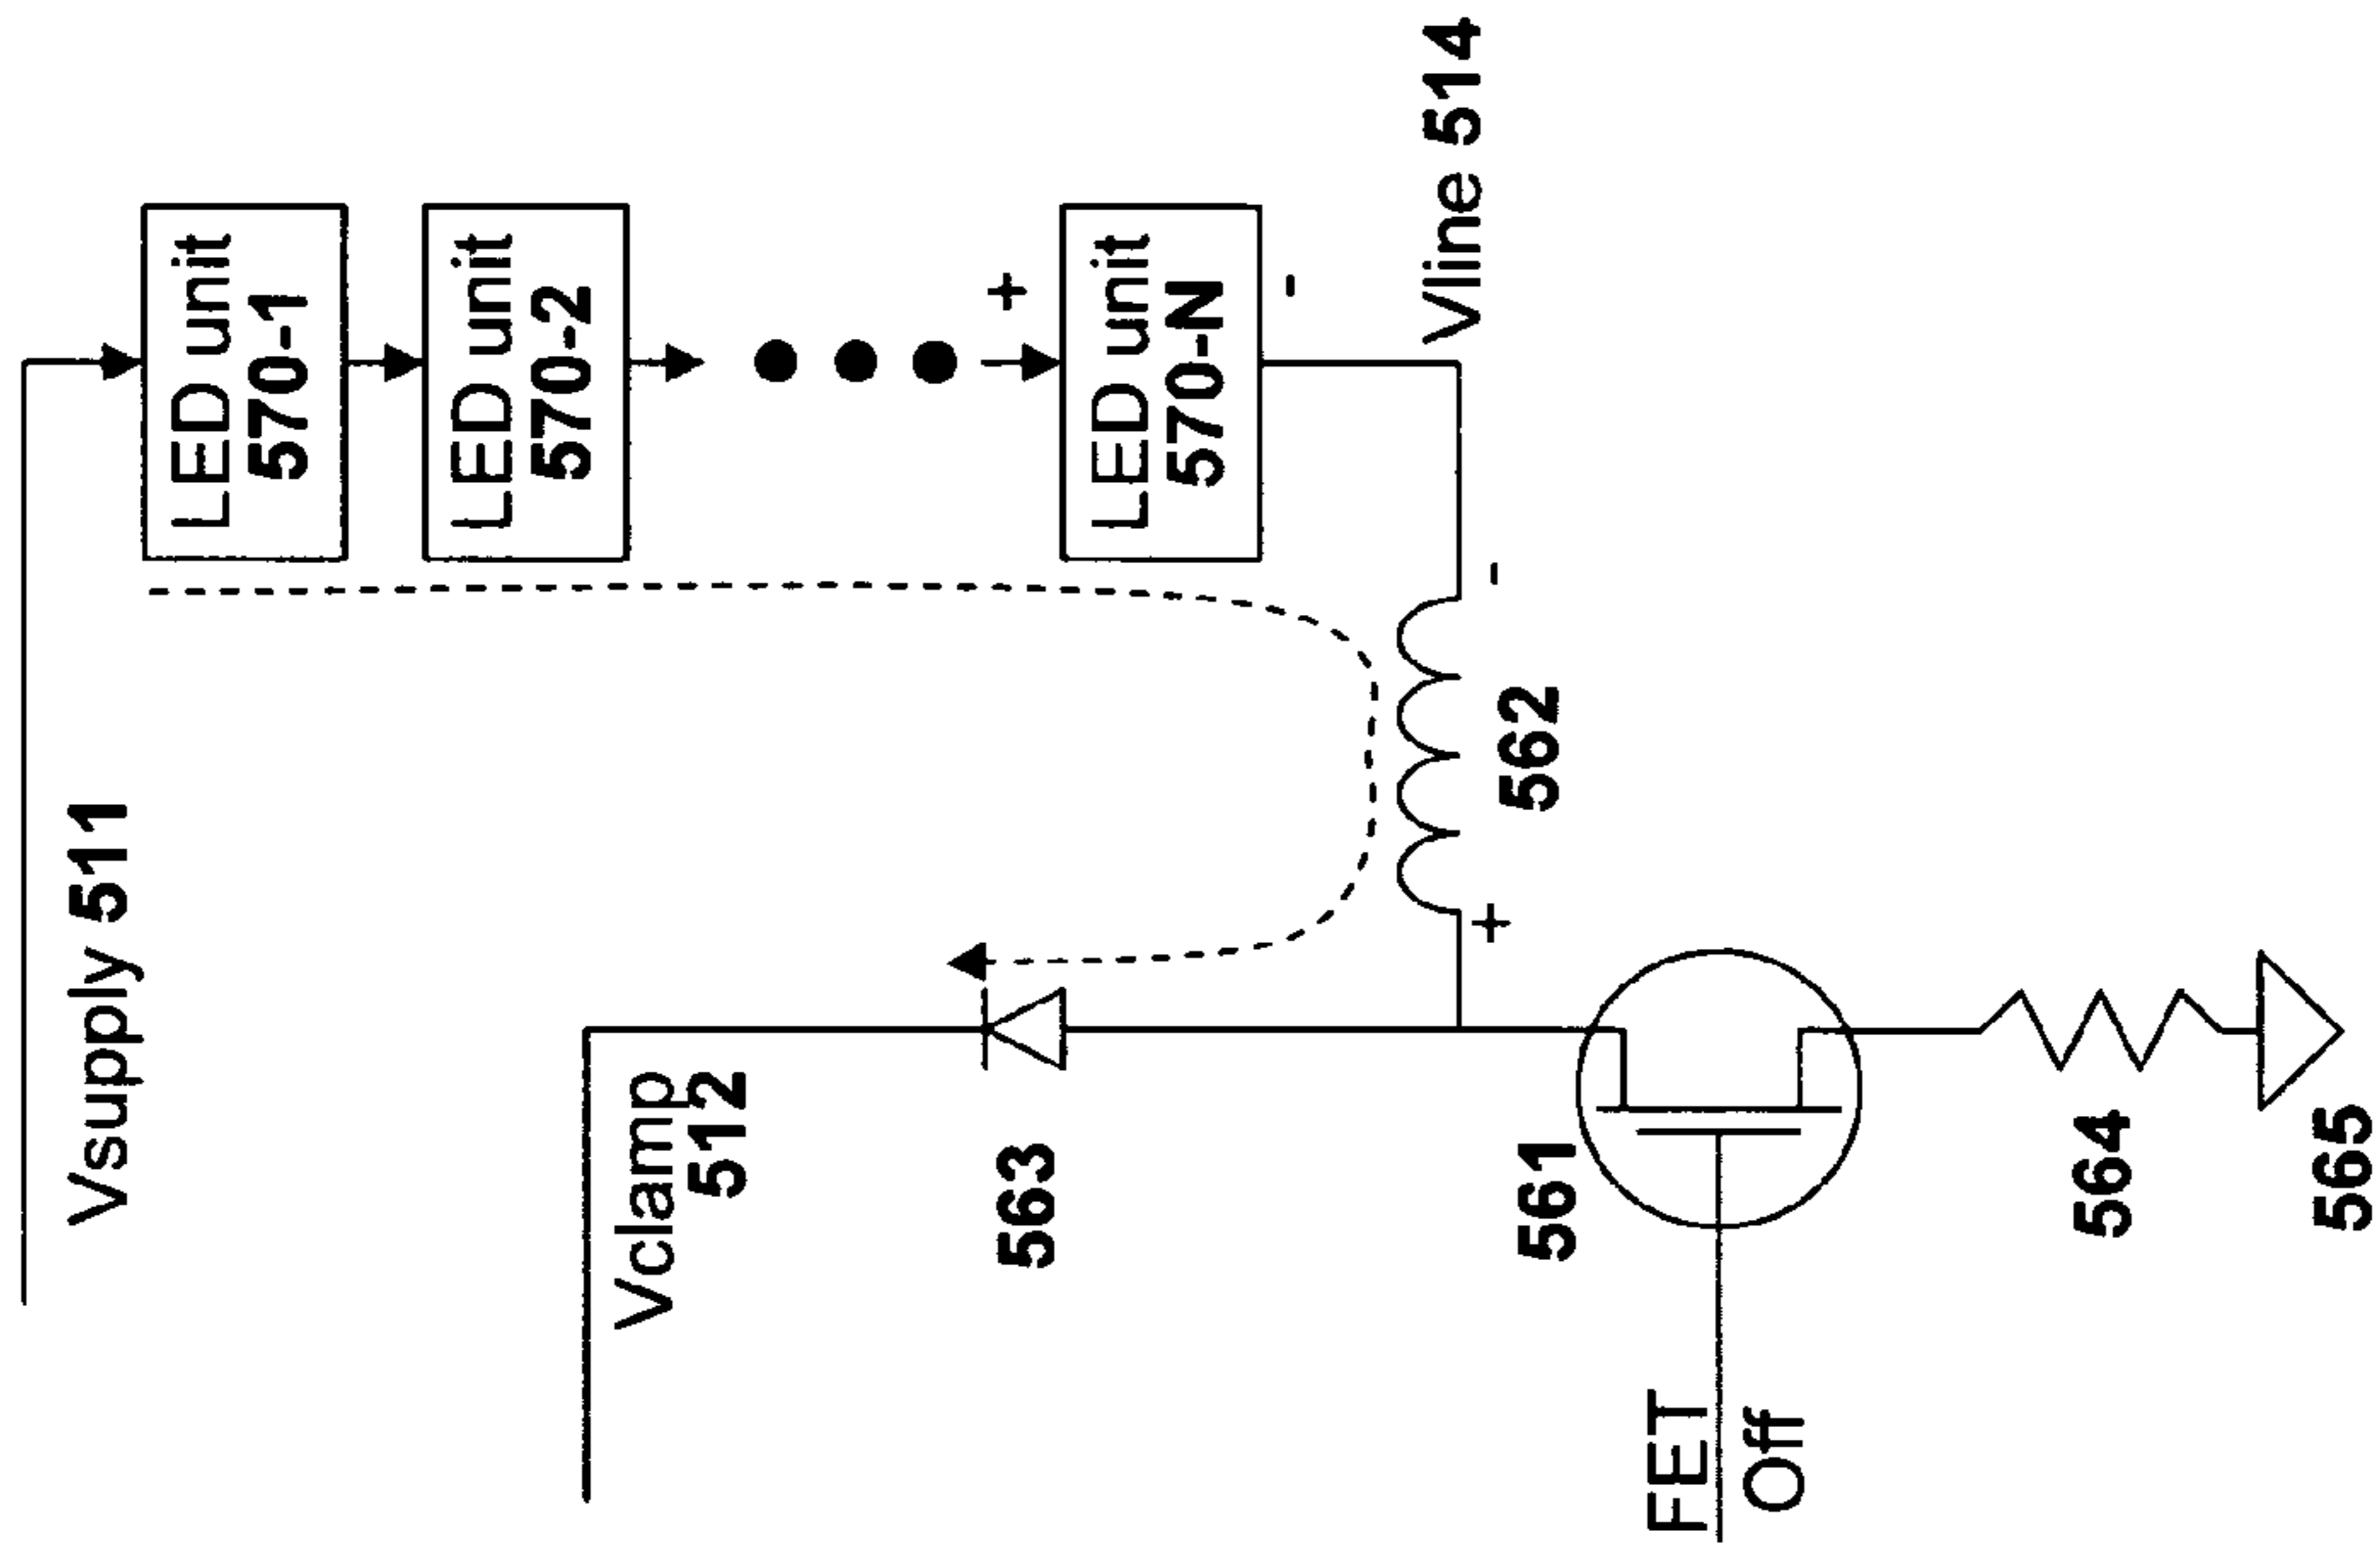 Vsupply 511
LED unit
570-1
LED unit
570-2
+
LED unit
570-N
-
Vline 514
Vclamp
512
563
-
562
+
561
FET
Off
564
565